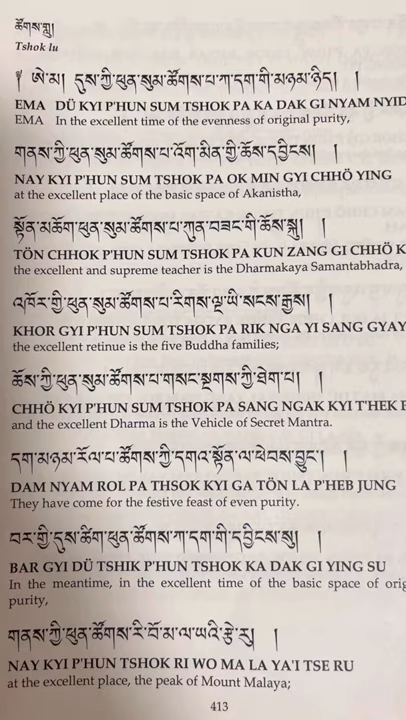 ཚོགས་གླུ།
Tshok lu
༈ ཨེ་མ། དུས་ཀྱི་ཕུན་སུམ་ཚོགས་པ་ཀ་དག་གི་མཉམ་ཉིད། །
EMA DÜ KYI P'HUN SUM TSHOK PA KA DAK GI NYAM NYID
EMA In the excellent time of the evenness of original purity,
གནས་ཀྱི་ཕུན་སུམ་ཚོགས་པ་འོག་མིན་གྱི་ཆོས་དབྱིངས། །
NAY KYI P'HUN SUM TSHOK PA OK MIN GYI CHHÖ YING
at the excellent place of the basic space of Akanistha,
སྟོན་མཆོག་ཕུན་སུམ་ཚོགས་པ་ཀུན་བཟང་གི་ཆོས་སྐུ། །
TÖN CHHOK P'HUN SUM TSHOK PA KUN ZANG GI CHHÖ K
the excellent and supreme teacher is the Dharmakaya Samantabhadra,
འཁོར་གྱི་ཕུན་སུམ་ཚོགས་པ་རིགས་ལྔ་ཡི་སངས་རྒྱས། །
KHOR GYI P'HUN SUM TSHOK PA RIK NGA YI SANG GYAY
the excellent retinue is the five Buddha families;
ཆོས་ཀྱི་ཕུན་སུམ་ཚོགས་པ་གསང་སྔགས་ཀྱི་ཐེག་པ། །
CHHÖ KYI P'HUN SUM TSHOK PA SANG NGAK KYI T'HEK P
and the excellent Dharma is the Vehicle of Secret Mantra.
དག་མཉམ་རོལ་པ་ཚོགས་ཀྱི་དགའ་སྟོན་ལ་ཕེབས་བྱུང་། །
DAM NYAM ROL PA THSOK KYI GA TÖN LA P'HEB JUNG
They have come for the festive feast of even purity.
བར་གྱི་དུས་ཚིག་ཕུན་ཚོགས་ཀ་དག་གི་དབྱིངས་སུ། །
BAR GYI DÜ TSHIK P'HUN TSHOK KA DAK GI YING SU
In the meantime, in the excellent time of the basic space of orig
purity,
གནས་ཀྱི་ཕུན་ཚོགས་རི་བོ་མ་ལ་ཡའི་རྩེ་རུ། །
NAY KYI P'HUN TSHOK RI WO MA LA YA'I TSE RU
at the excellent place, the peak of Mount Malaya;
413